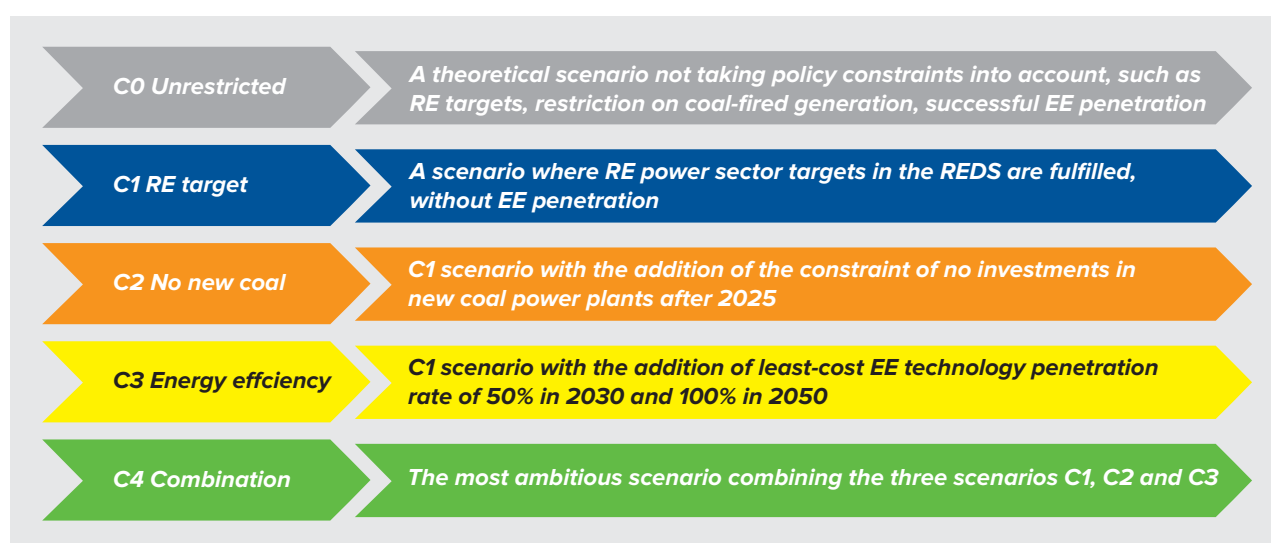 C0 Unrestricted
A theoretical scenario not taking policy constraints into account, such as
RE targets, restriction on coal-fired generation, successful EE penetration
C1 RE target
A scenario where RE power sector targets in the REDS are fulfilled,
without EE penetration
C2 No new coal
C1 scenario with the addition of the constraint of no investments in
new coal power plants after 2025
C3 Energy effciency
C1 scenario with the addition of least-cost EE technology penetration
rate of 50% in 2030 and 100% in 2050
C4 Combination
The most ambitious scenario combining the three scenarios C1, C2 and C3